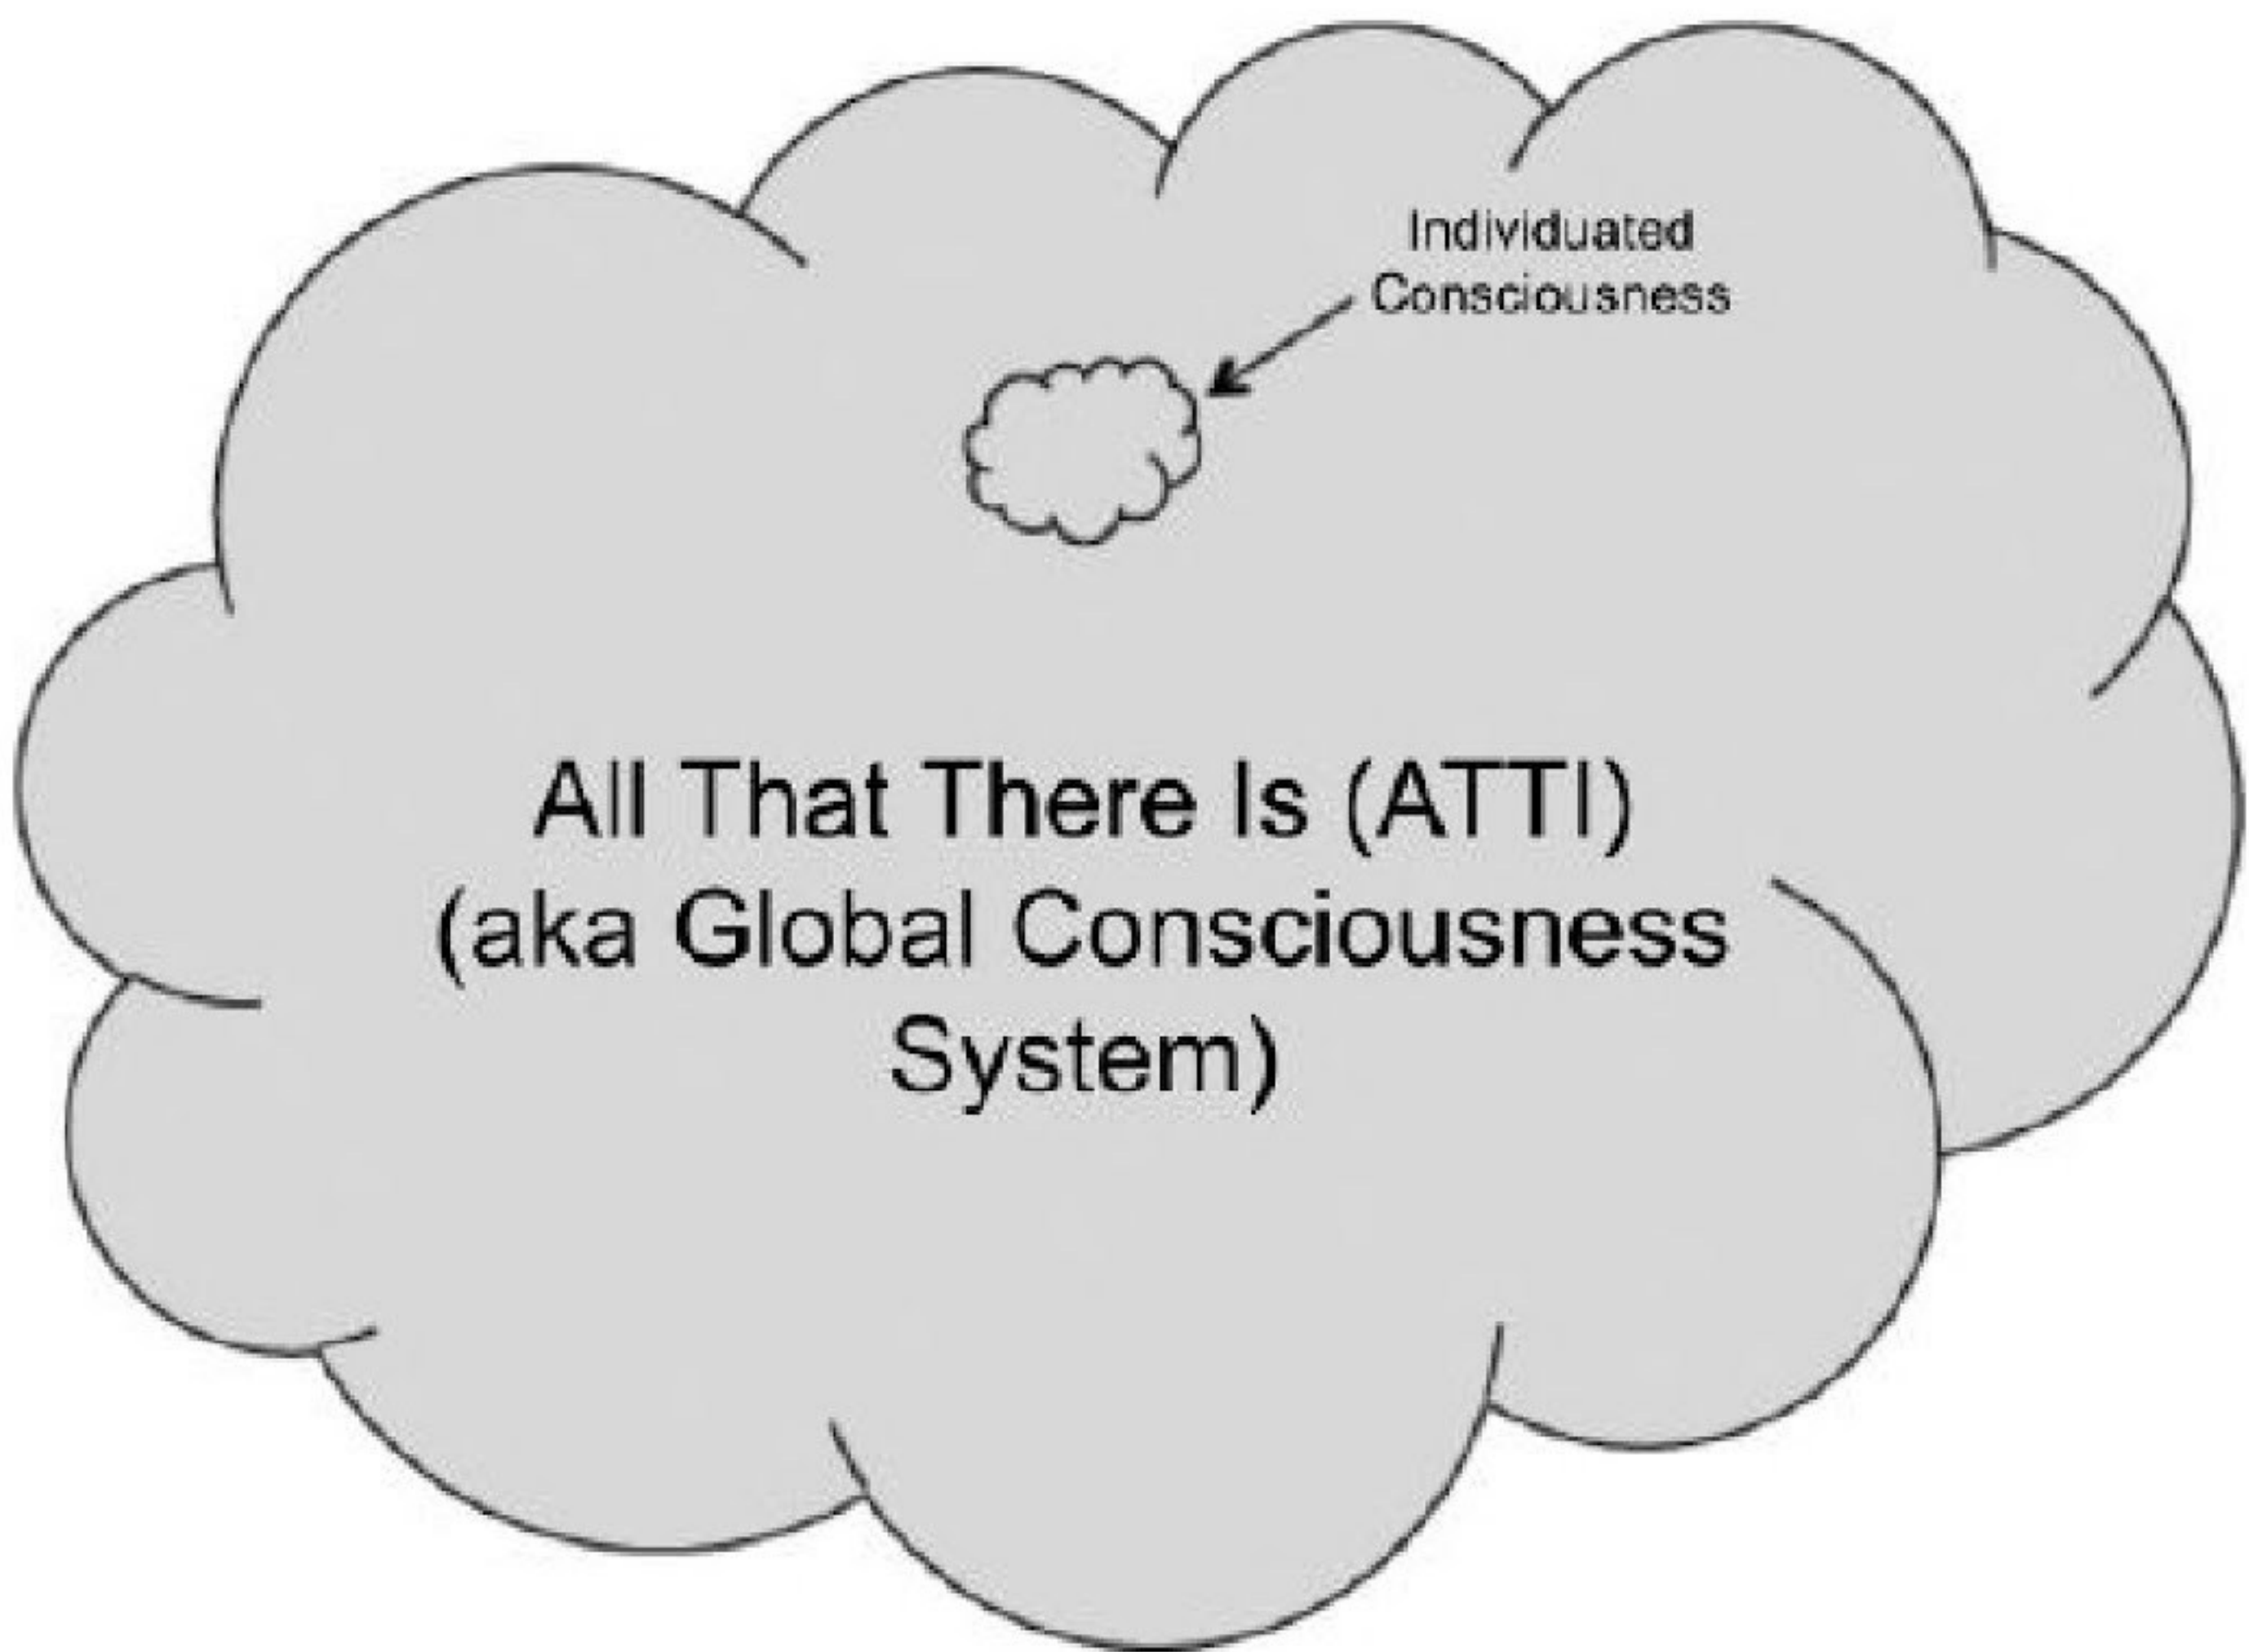 Individuated
Consciousness
All That There Is (ATTI)
(aka Global Consciousness
System)